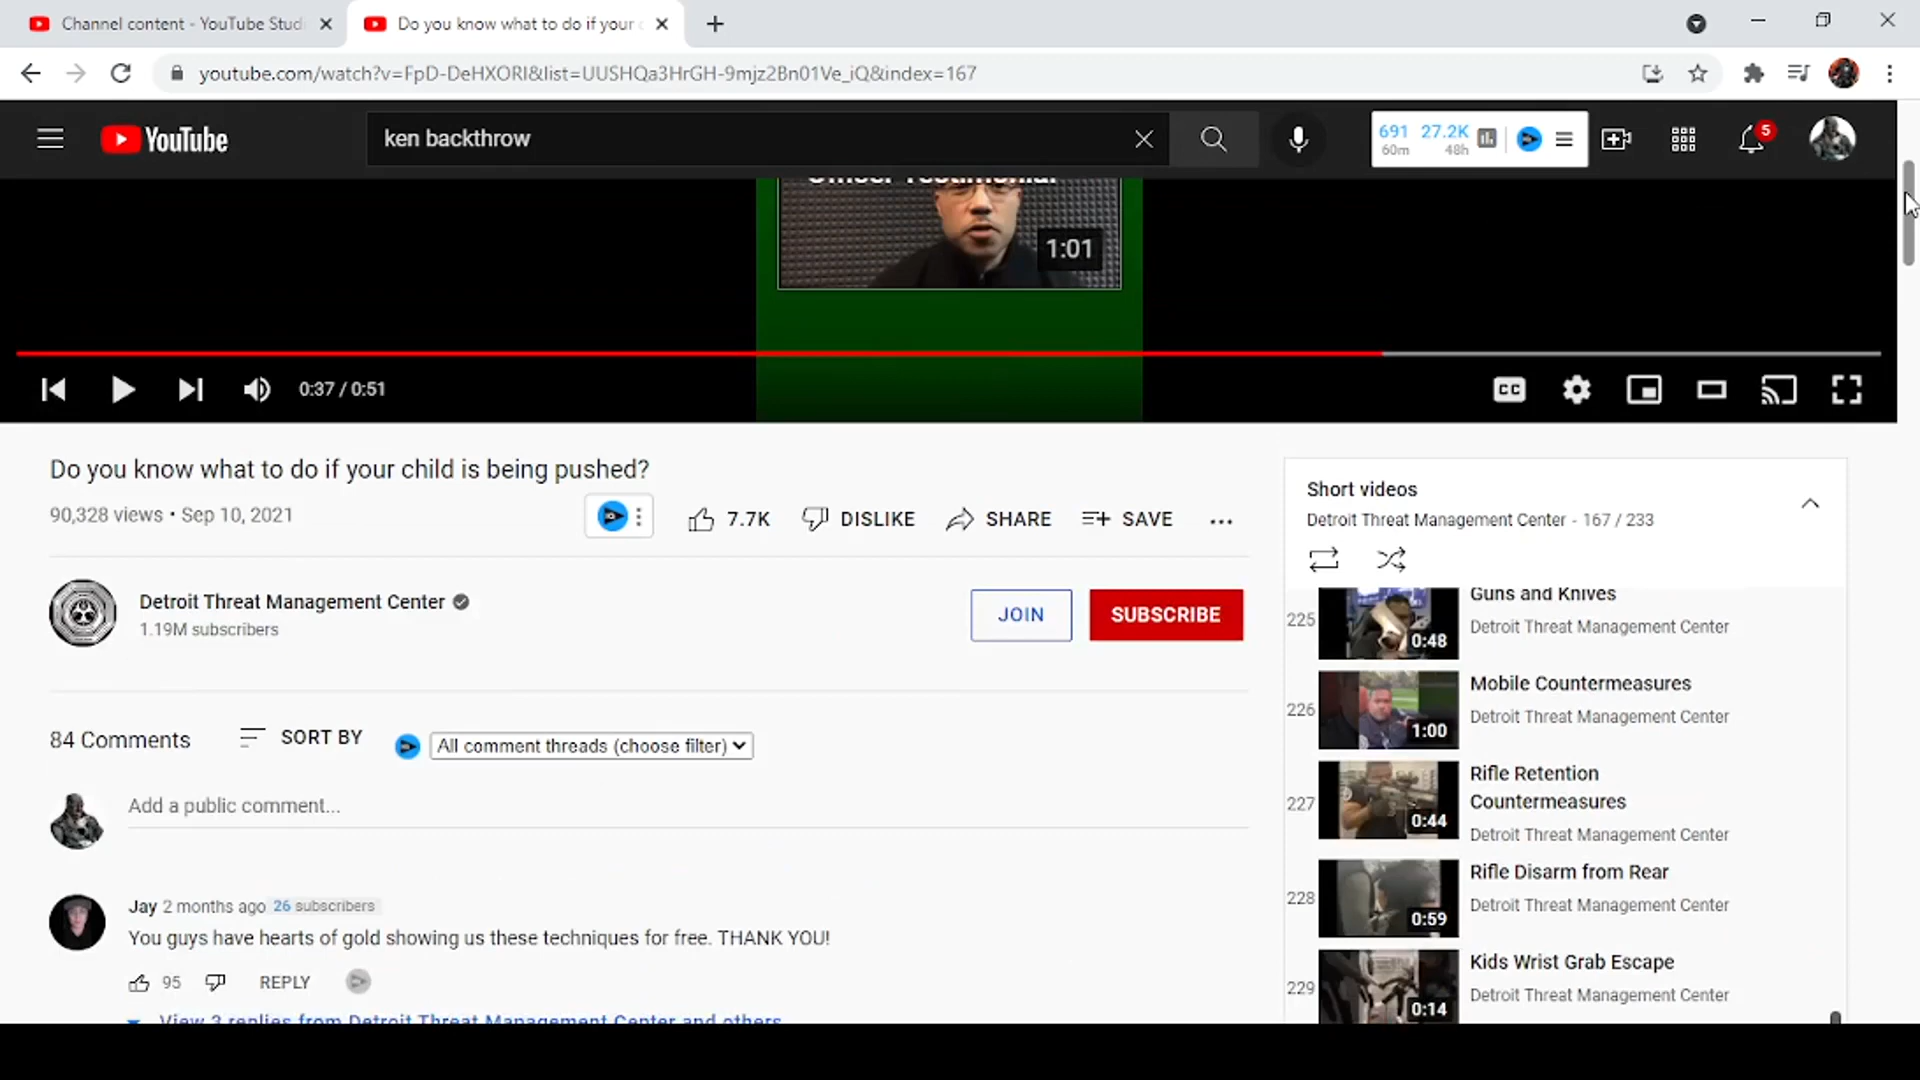 Channel content - YouTube Stud
Do you know what to do if your
youtube.com/watch?v=FpD-DeHXORI&list=UUSHQa3HrGH-9mjz2Bn01Ve_iQ&index=167
YouTube
ken backthrow
691 27.2K
60m 48h
5
Officer Testimonial
1:01
0:37 / 0:51
CC
Do you know what to do if your child is being pushed?
90,328 views • Sep 10, 2021
7.7K
DISLIKE
SHARE
SAVE
Detroit Threat Management Center
1.19M subscribers
JOIN
SUBSCRIBE
84 Comments
SORT BY
All comment threads (choose filter)
Add a public comment...
Jay 2 months ago 26 subscribers
You guys have hearts of gold showing us these techniques for free. THANK YOU!
95
REPLY
View 3 replies from Detroit Threat Management Center and others
Short videos
Detroit Threat Management Center - 167 / 233
225
0:48
Guns and Knives
Detroit Threat Management Center
226
1:00
Mobile Countermeasures
Detroit Threat Management Center
227
0:44
Rifle Retention
Countermeasures
Detroit Threat Management Center
228
0:59
Rifle Disarm from Rear
Detroit Threat Management Center
229
0:14
Kids Wrist Grab Escape
Detroit Threat Management Center